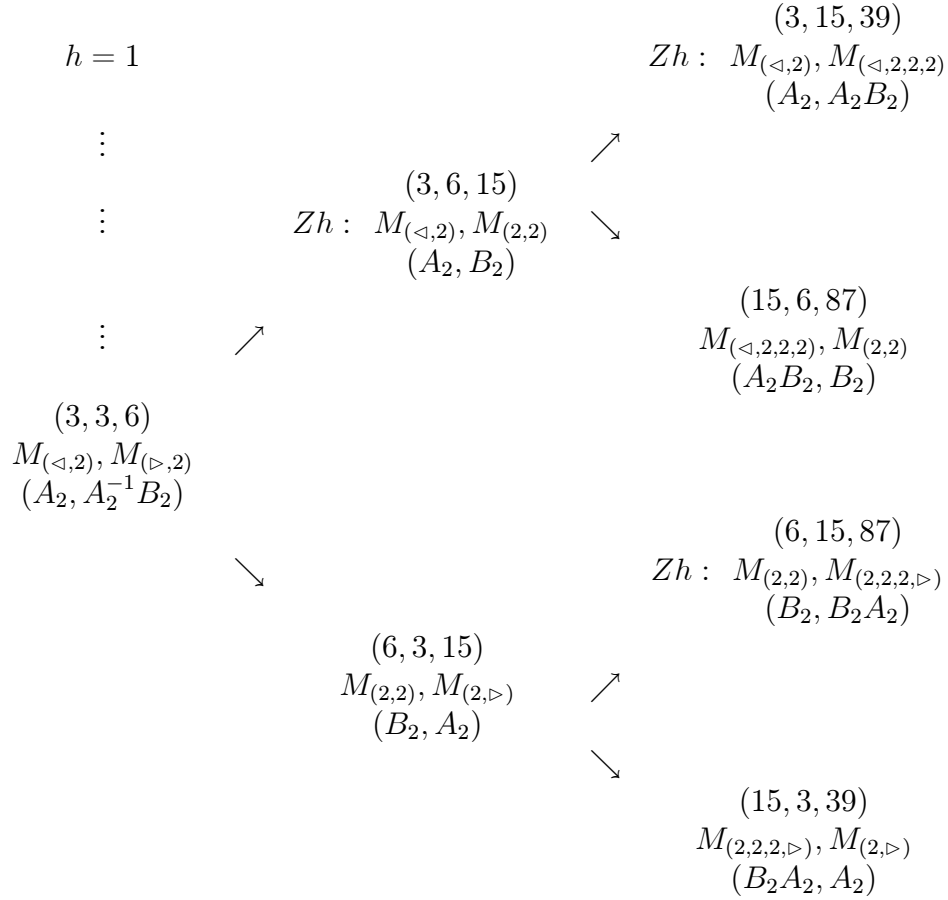 h = 1
⋮
⋮
⋮
(3, 3, 6)
M_{(⊲,2)}, M_{(⊳,2)}
(A_2, A_2^{-1}B_2)
↗
↘
(3, 6, 15)
Zh : M_{(⊲,2)}, M_{(2,2)}
(A_2, B_2)
(6, 3, 15)
M_{(2,2)}, M_{(2,⊳)}
(B_2, A_2)
↗
↘
↗
↘
(3, 15, 39)
Zh : M_{(⊲,2)}, M_{(⊲,2,2,2)}
(A_2, A_2B_2)
(15, 6, 87)
M_{(⊲,2,2,2)}, M_{(2,2)}
(A_2B_2, B_2)
(6, 15, 87)
Zh : M_{(2,2)}, M_{(2,2,2,⊳)}
(B_2, B_2A_2)
(15, 3, 39)
M_{(2,2,2,⊳)}, M_{(2,⊳)}
(B_2A_2, A_2)